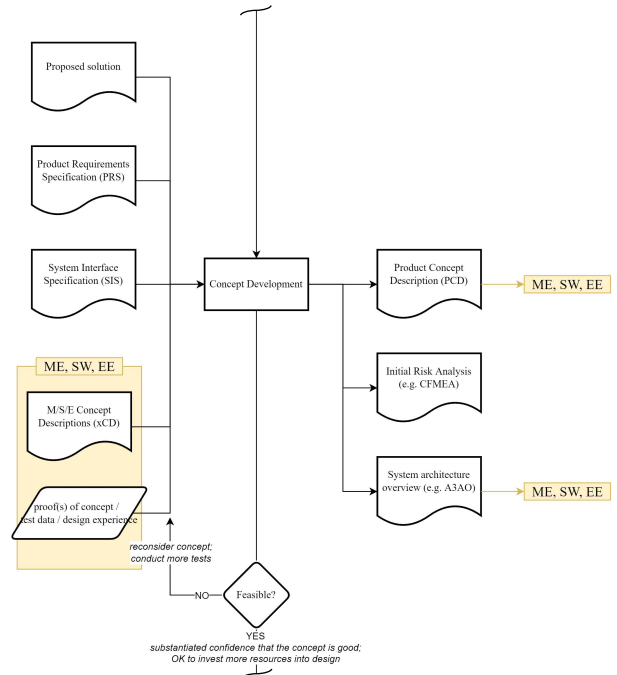 Proposed solution
Product Requirements
Specification (PRS)
System Interface
Specification (SIS)
Concept Development
Product Concept
Description (PCD)
ME, SW, EE
ME, SW, EE
Initial Risk Analysis
(e.g. CFMEA)
M/S/E Concept
Descriptions (xCD)
System architecture
overview (e.g. A3AO)
ME, SW, EE
proof(s) of concept /
test data / design experience
reconsider concept;
conduct more tests
NO
Feasible?
YES
substantiated confidence that the concept is good;
OK to invest more resources into design